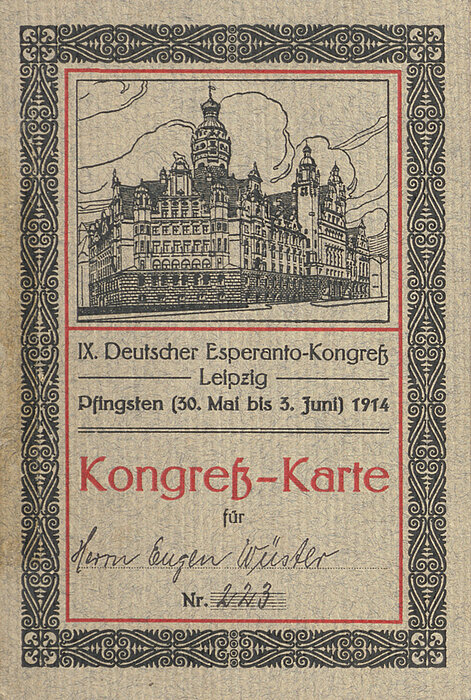 IX. Deutscher Esperanto-Kongreß
Leipzig
Pfingsten (30. Mai bis 3. Juni) 1914
Kongreß-Karte
für
Herrn Eugen Wüster
Nr. 223